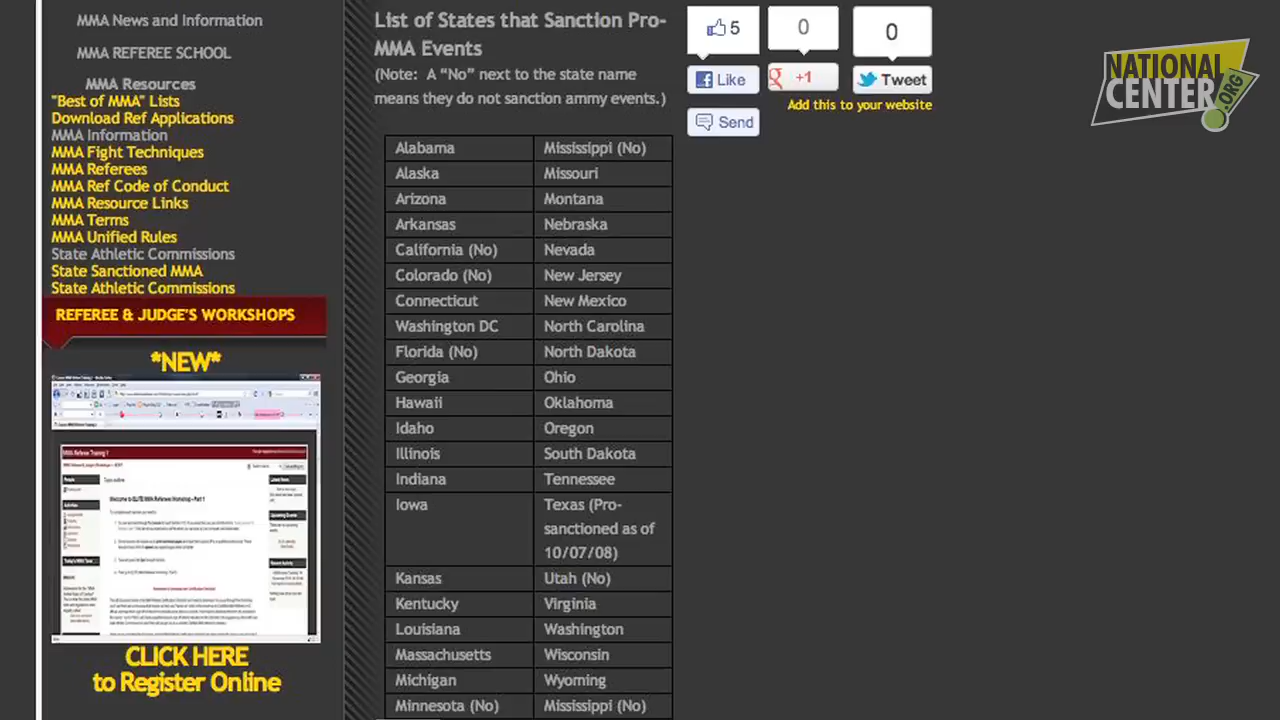 MMA News and Information
MMA REFEREE SCHOOL
MMA Resources
"Best of MMA" Lists
Download Ref Applications
MMA Information
MMA Fight Techniques
MMA Referees
MMA Ref Code of Conduct
MMA Resource Links
MMA Terms
MMA Unified Rules
State Athletic Commissions
State Sanctioned MMA
State Athletic Commissions
REFEREE & JUDGE'S WORKSHOPS
*NEW*
CLICK HERE
to Register Online
List of States that Sanction Pro-
MMA Events
(Note: A “No” next to the state name
means they do not sanction ammy events.)
Alabama Mississippi (No)
Alaska Missouri
Arizona Montana
Arkansas Nebraska
California (No) Nevada
Colorado (No) New Jersey
Connecticut New Mexico
Washington DC North Carolina
Florida (No) North Dakota
Georgia Ohio
Hawaii Oklahoma
Idaho Oregon
Illinois South Dakota
Indiana Tennessee
Iowa Texas (Pro-
sanctioned as of
10/07/08)
Kansas Utah (No)
Kentucky Virginia
Louisiana Washington
Massachusetts Wisconsin
Michigan Wyoming
Minnesota (No) Mississippi (No)
5
0
0
Like
+1
Tweet
Add this to your website
Send
NATIONAL
CENTER.ORG